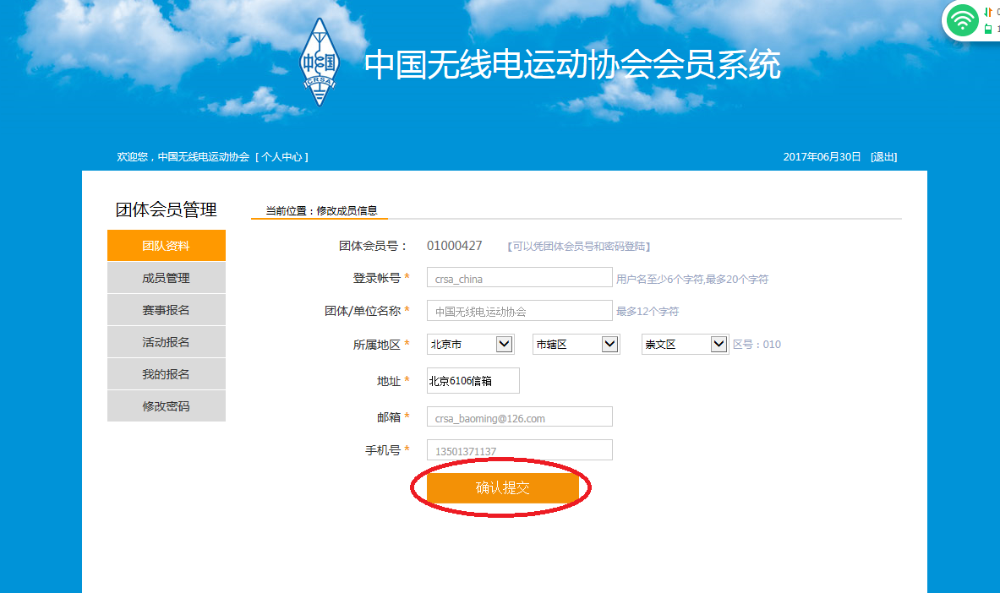 中国
CRSA
中国无线电运动协会会员系统
欢迎您，中国无线电运动协会 [ 个人中心 ]
2017年06月30日 [退出]
团体会员管理
当前位置：修改成员信息
团队资料
成员管理
赛事报名
活动报名
我的报名
修改密码
团体会员号： 01000427 【可以凭团体会员号和密码登陆】
登录帐号 * crsa_china 用户名至少6个字符,最多20个字符
团体/单位名称 * 中国无线电运动协会 最多12个字符
所属地区 * 北京市 市辖区 崇文区 区号：010
地址 * 北京6106信箱
邮箱 * crsa_baoming@126.com
手机号 * 13501371137
确认提交